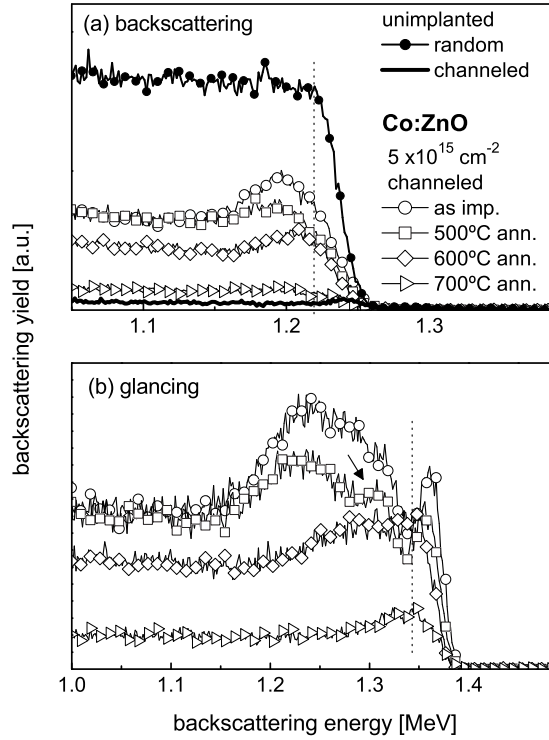 (a) backscattering
unimplanted
random
channeled
Co:ZnO
5 x10¹⁵ cm⁻²
channeled
as imp.
500ºC ann.
600ºC ann.
700ºC ann.
1.1 1.2 1.3
backscattering yield [a.u.]
(b) glancing
1.0 1.1 1.2 1.3 1.4
backscattering energy [MeV]